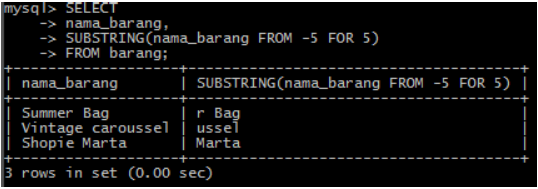 mysql> SELECT
-> nama_barang,
-> SUBSTRING(nama_barang FROM -5 FOR 5)
-> FROM barang;
+-------------------+--------------------------------------+
| nama_barang | SUBSTRING(nama_barang FROM -5 FOR 5) |
+-------------------+--------------------------------------+
| Summer Bag | r Bag |
| Vintage caroussel | ussel |
| Shopie Marta | Marta |
+-------------------+--------------------------------------+
3 rows in set (0.00 sec)